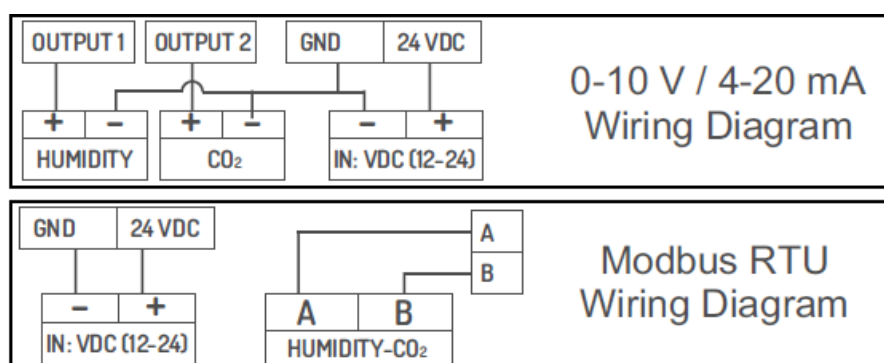 OUTPUT 1 OUTPUT 2 GND 24 VDC
+ - + - - +
HUMIDITY CO₂ IN: VDC (12-24)
0-10 V / 4-20 mA
Wiring Diagram
GND 24 VDC
- +
IN: VDC (12-24)
A
B
A B
HUMIDITY-CO₂
Modbus RTU
Wiring Diagram